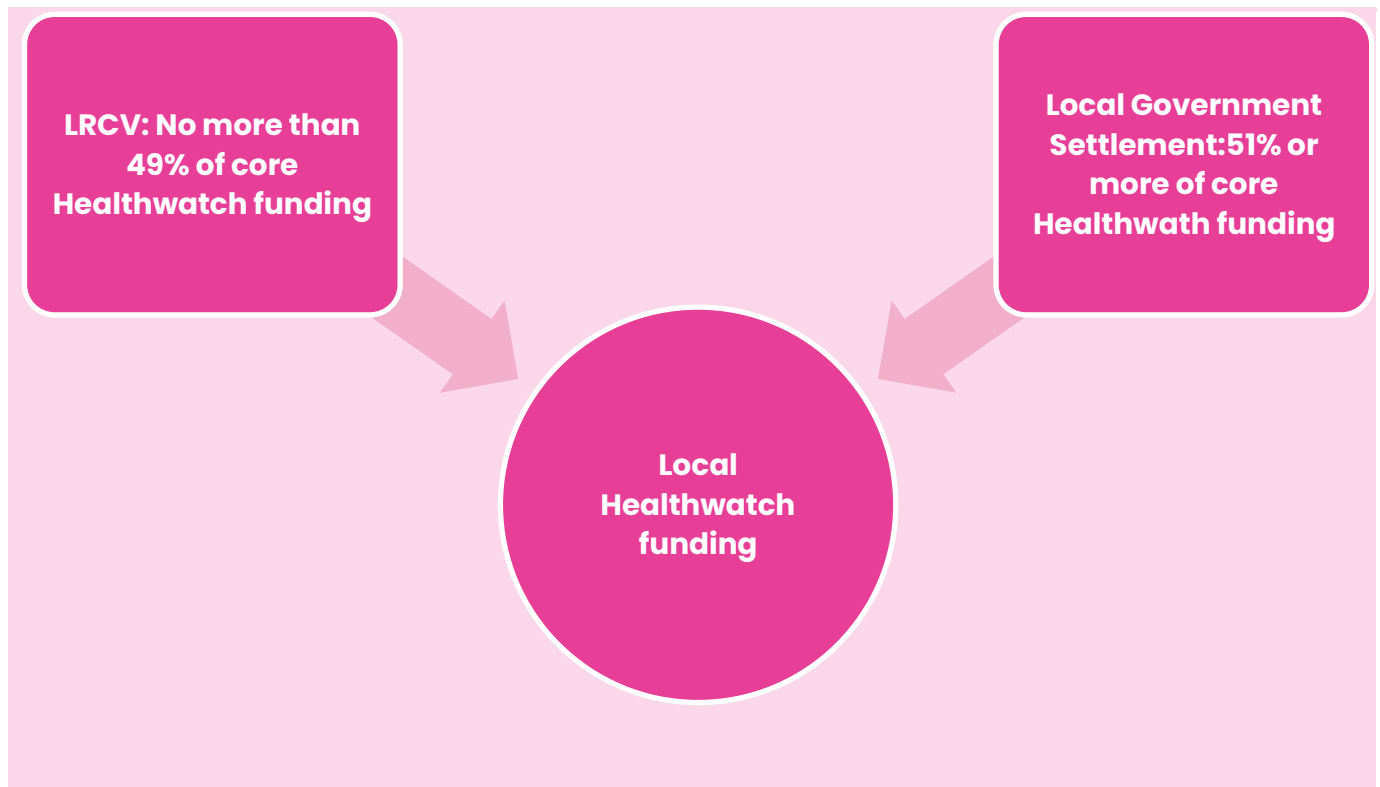 LRCV: No more than
49% of core
Healthwatch funding
Local Government
Settlement:51% or
more of core
Healthwath funding
Local
Healthwatch
funding